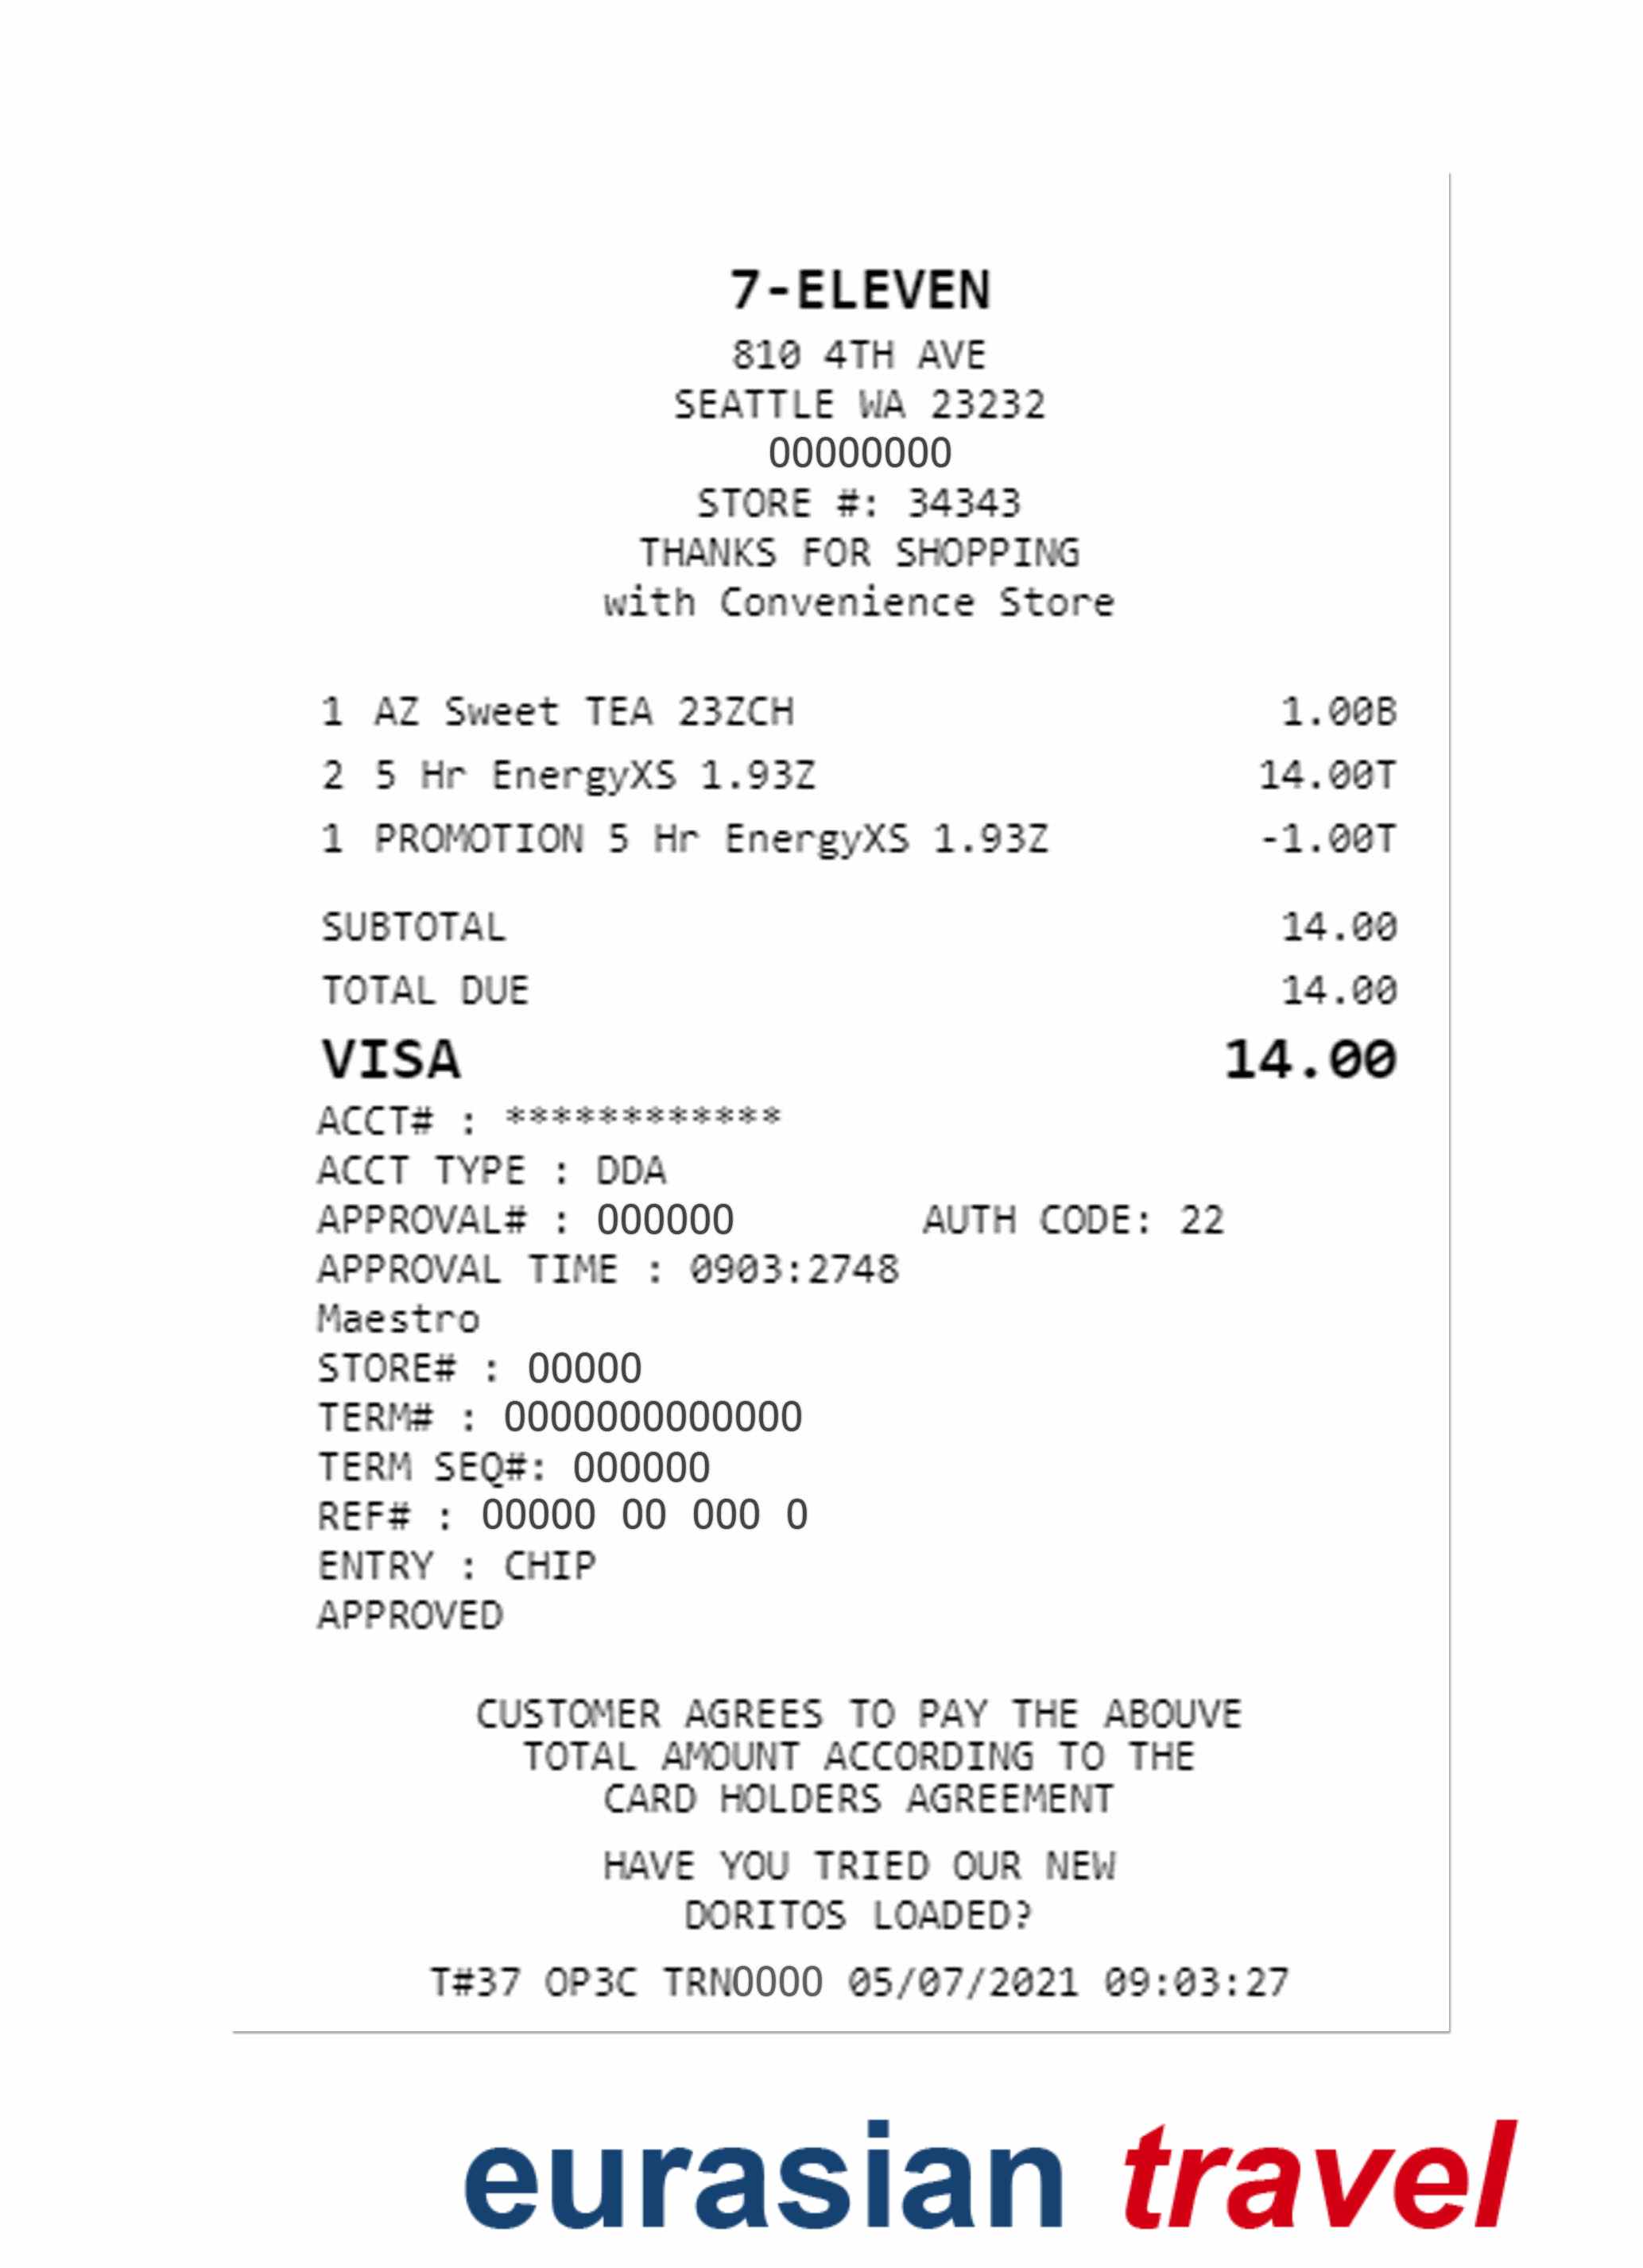 7-ELEVEN
810 4TH AVE
SEATTLE WA 23232
00000000
STORE #: 34343
THANKS FOR SHOPPING
with Convenience Store
1 AZ Sweet TEA 23ZCH 1.00B
2 5 Hr EnergyXS 1.93Z 14.00T
1 PROMOTION 5 Hr EnergyXS 1.93Z -1.00T
SUBTOTAL 14.00
TOTAL DUE 14.00
VISA 14.00
ACCT# : ************
ACCT TYPE : DDA
APPROVAL# : 000000 AUTH CODE: 22
APPROVAL TIME : 0903:2748
Maestro
STORE# : 00000
TERM# : 0000000000000
TERM SEQ#: 000000
REF# : 00000 00 000 0
ENTRY : CHIP
APPROVED
CUSTOMER AGREES TO PAY THE ABOUVE
TOTAL AMOUNT ACCORDING TO THE
CARD HOLDERS AGREEMENT
HAVE YOU TRIED OUR NEW
DORITOS LOADED?
T#37 OP3C TRN0000 05/07/2021 09:03:27
eurasian travel